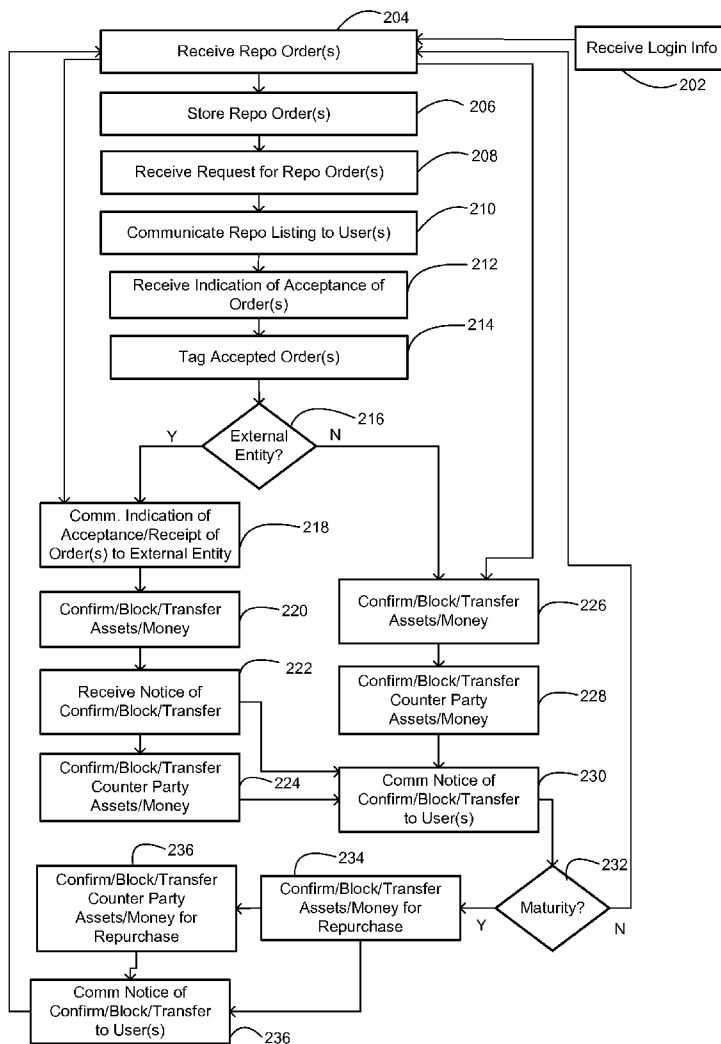 204
Receive Repo Order(s)
Receive Login Info
202
Store Repo Order(s)
206
Receive Request for Repo Order(s)
208
Communicate Repo Listing to User(s)
210
Receive Indication of Acceptance of
Order(s)
212
Tag Accepted Order(s)
214
External
Entity?
216
Y
N
Comm. Indication of
Acceptance/Receipt of
Order(s) to External Entity
218
Confirm/Block/Transfer
Assets/Money
220
Confirm/Block/Transfer
Assets/Money
226
Receive Notice of
Confirm/Block/Transfer
222
Confirm/Block/Transfer
Counter Party
Assets/Money
228
Confirm/Block/Transfer
Counter Party
Assets/Money
224
Comm Notice of
Confirm/Block/Transfer
to User(s)
230
Maturity?
232
Y
N
Confirm/Block/Transfer
Assets/Money for
Repurchase
234
Confirm/Block/Transfer
Counter Party
Assets/Money for
Repurchase
236
Comm Notice of
Confirm/Block/Transfer
to User(s)
236